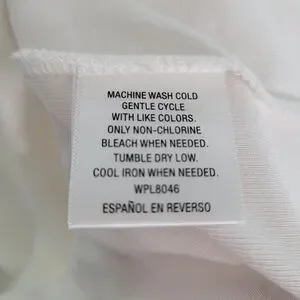 MACHINE WASH COLD
GENTLE CYCLE
WITH LIKE COLORS.
ONLY NON-CHLORINE
BLEACH WHEN NEEDED.
TUMBLE DRY LOW.
COOL IRON WHEN NEEDED.
WPL8046
ESPAÑOL EN REVERSO